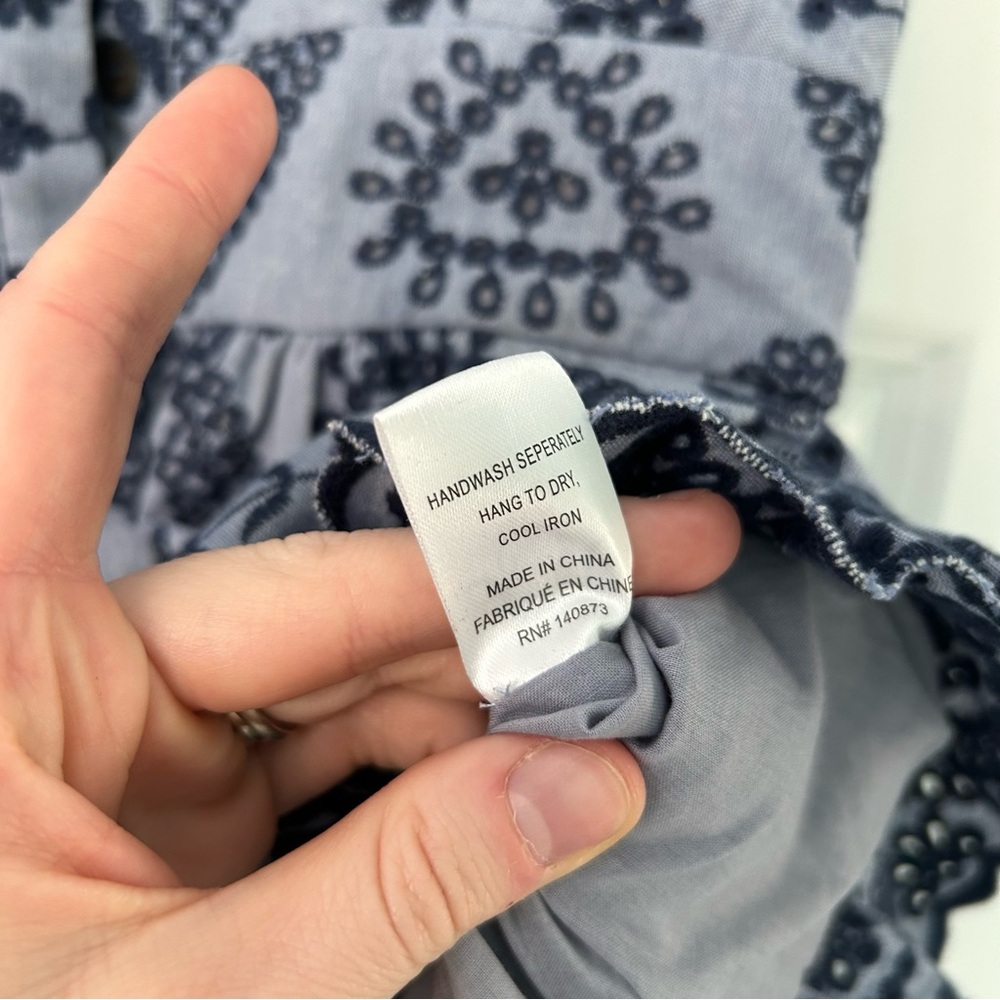 HANDWASH SEPERATELY
HANG TO DRY,
COOL IRON
MADE IN CHINA
FABRIQUÉ EN CHINE
RN# 140873